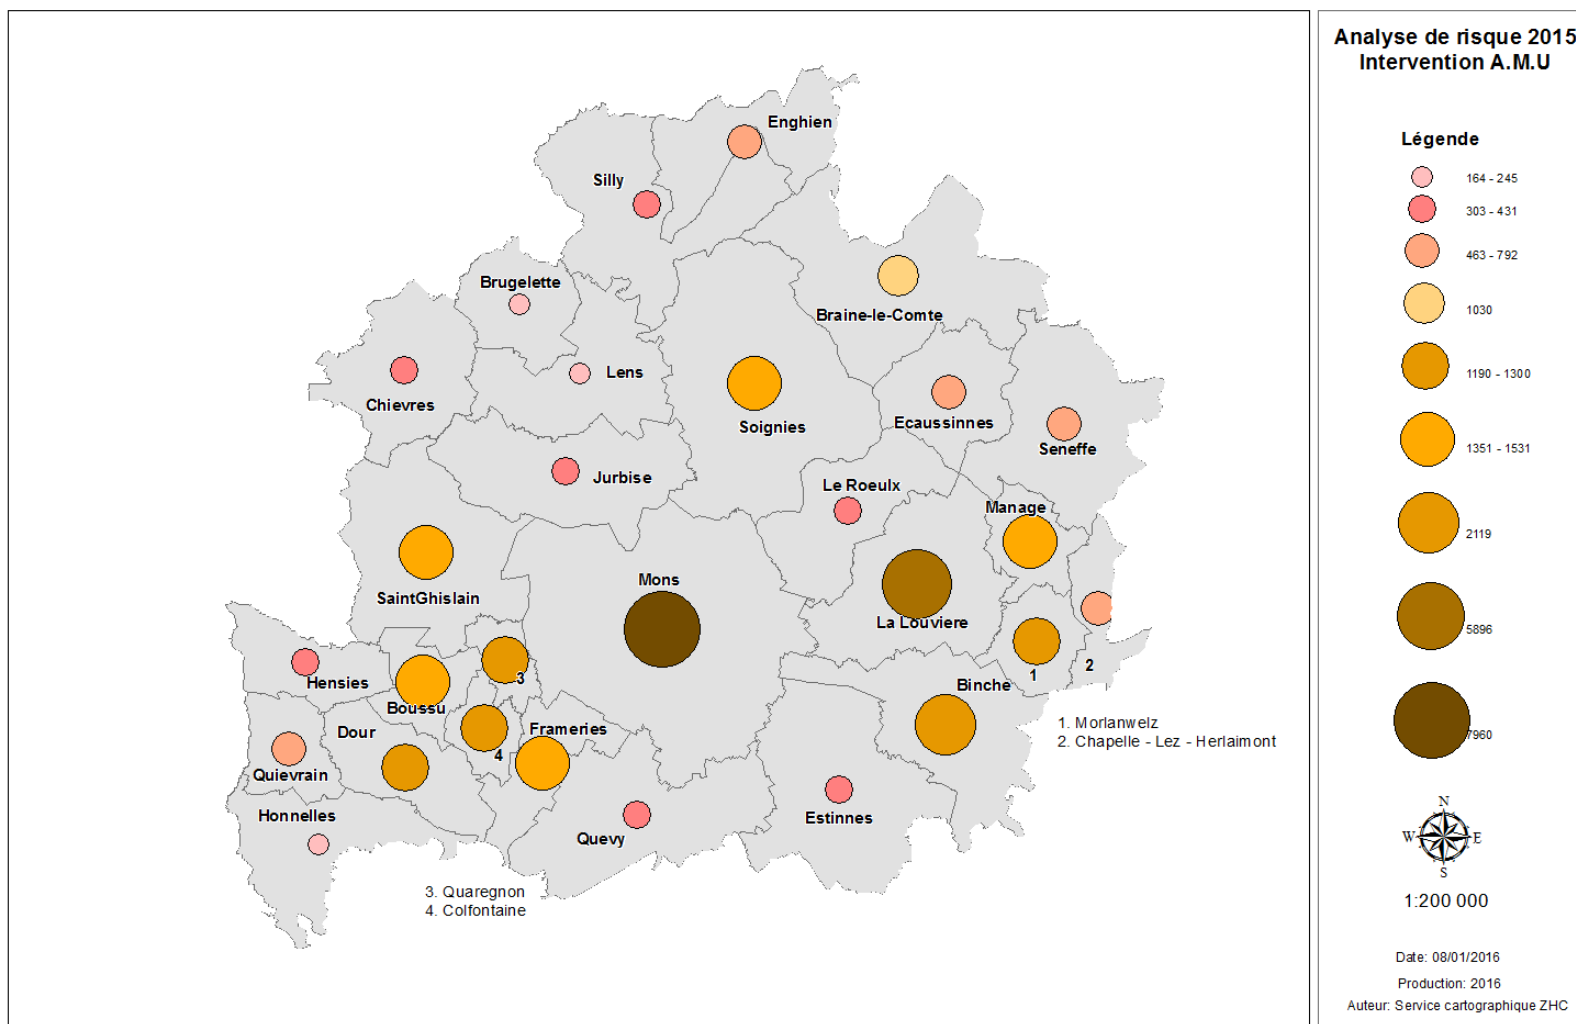 Analyse de risque 2015
Intervention A.M.U
Légende
164 - 245
303 - 431
463 - 792
1030
1190 - 1300
1351 - 1531
2119
5896
7960
N
W
E
S
1:200 000
Date: 08/01/2016
Production: 2016
Auteur: Service cartographique ZHC
Enghien
Silly
Brugelette
Braine-le-Comte
Lens
Chievres
Soignies
Ecaussinnes
Seneffe
Jurbise
Le Roeulx
Manage
SaintGhislain
Mons
La Louviere
1
2
Hensies
3
Binche
Boussu
Dour
Frameries
4
Quievrain
Honnelles
Quevy
Estinnes
1. Morlanwelz
2. Chapelle - Lez - Herlaimont
3. Quaregnon
4. Colfontaine